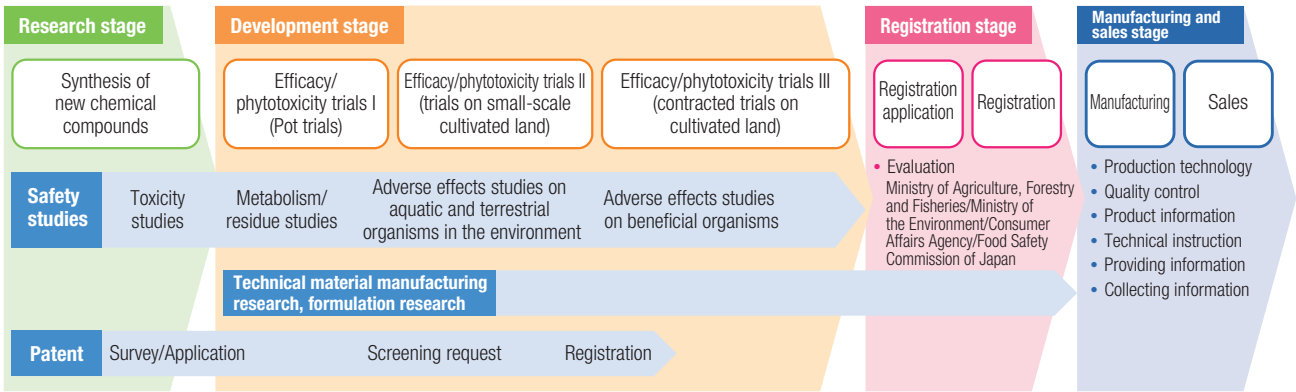 Research stage
Development stage
Registration stage
Manufacturing and
sales stage
Synthesis of
new chemical
compounds
Efficacy/
phytotoxicity trials I
(Pot trials)
Efficacy/phytotoxicity trials II
(trials on small-scale
cultivated land)
Efficacy/phytotoxicity trials III
(contracted trials on
cultivated land)
Registration
application
Registration
Manufacturing
Sales
Safety
studies
Toxicity
studies
Metabolism/
residue studies
Adverse effects studies on
aquatic and terrestrial
organisms in the environment
Adverse effects studies
on beneficial organisms
• Evaluation
Ministry of Agriculture, Forestry
and Fisheries/Ministry of
the Environment/Consumer
Affairs Agency/Food Safety
Commission of Japan
• Production technology
• Quality control
• Product information
• Technical instruction
• Providing information
• Collecting information
Technical material manufacturing
research, formulation research
Patent
Survey/Application
Screening request
Registration